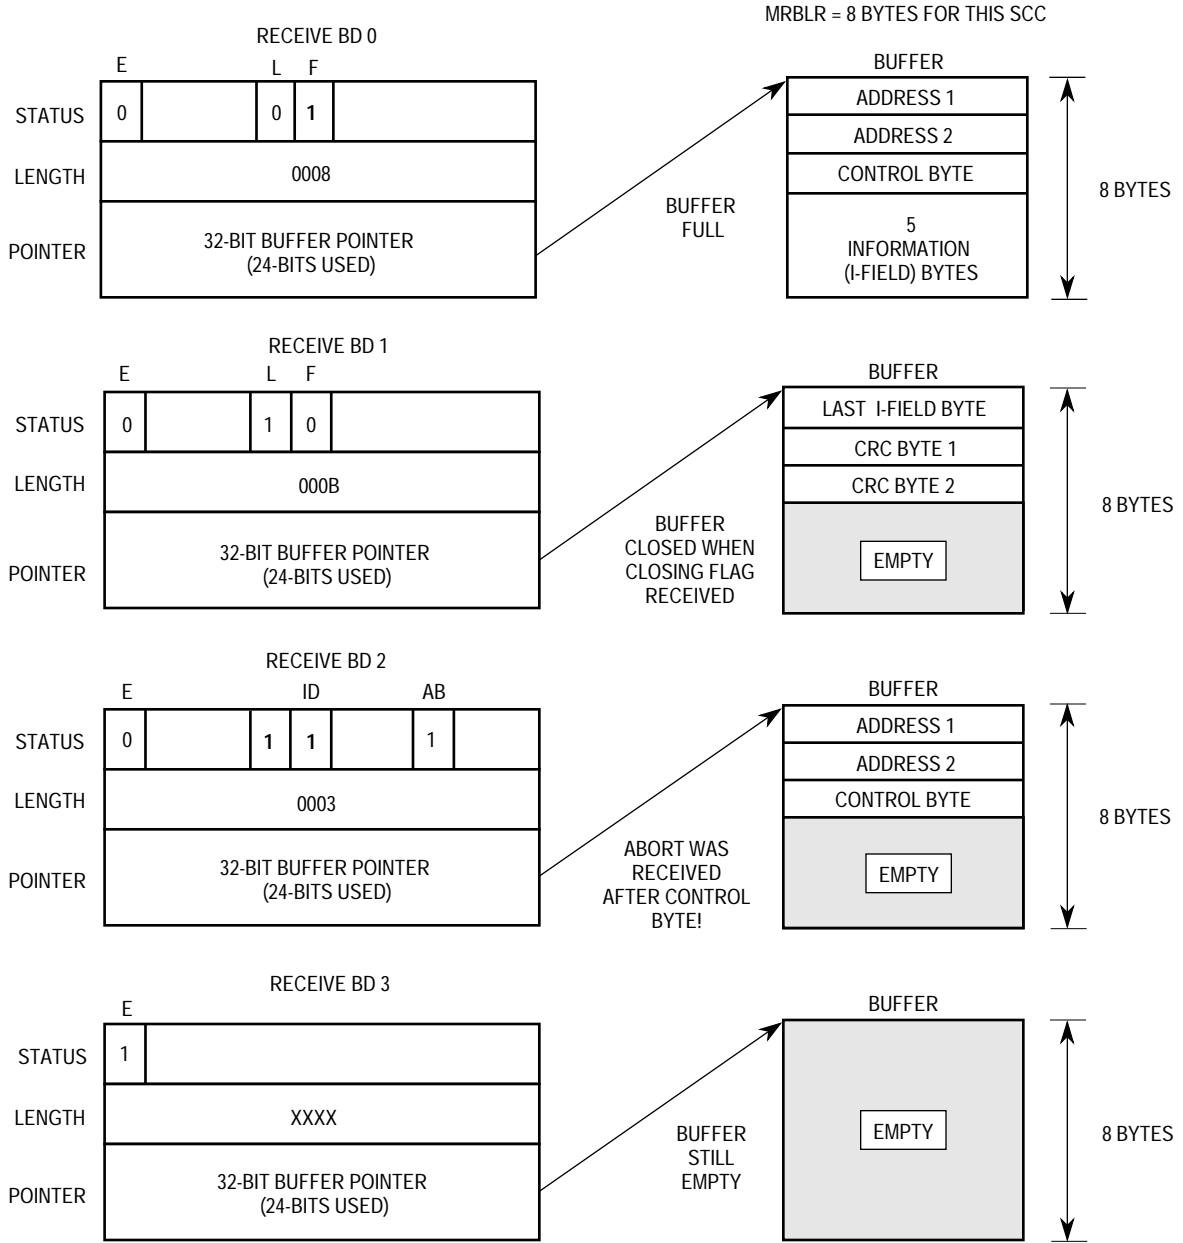 MRBLR = 8 BYTES FOR THIS SCC
RECEIVE BD 0
E L F
STATUS 0 0 1
LENGTH 0008
POINTER 32-BIT BUFFER POINTER
(24-BITS USED)
BUFFER
FULL
BUFFER
ADDRESS 1
ADDRESS 2
CONTROL BYTE
5
INFORMATION
(I-FIELD) BYTES
8 BYTES
RECEIVE BD 1
E L F
STATUS 0 1 0
LENGTH 000B
POINTER 32-BIT BUFFER POINTER
(24-BITS USED)
BUFFER
CLOSED WHEN
CLOSING FLAG
RECEIVED
BUFFER
LAST I-FIELD BYTE
CRC BYTE 1
CRC BYTE 2
EMPTY
8 BYTES
RECEIVE BD 2
E ID AB
STATUS 0 1 1 1
LENGTH 0003
POINTER 32-BIT BUFFER POINTER
(24-BITS USED)
ABORT WAS
RECEIVED
AFTER CONTROL
BYTE!
BUFFER
ADDRESS 1
ADDRESS 2
CONTROL BYTE
EMPTY
8 BYTES
RECEIVE BD 3
E
STATUS 1
LENGTH XXXX
POINTER 32-BIT BUFFER POINTER
(24-BITS USED)
BUFFER
STILL
EMPTY
BUFFER
EMPTY
8 BYTES